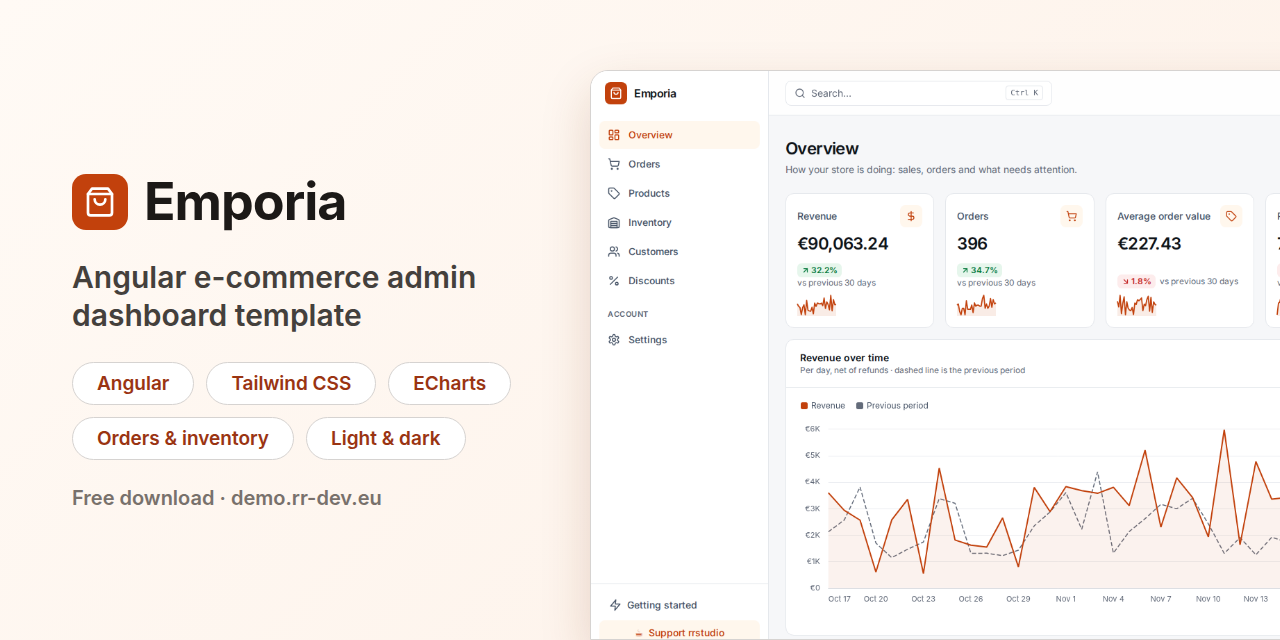 Emporia
Angular e-commerce admin
dashboard template
Angular
Tailwind CSS
ECharts
Orders & inventory
Light & dark
Free download · demo.rr-dev.eu
Emporia
Search...
Ctrl K
Overview
Orders
Products
Inventory
Customers
Discounts
ACCOUNT
Settings
Getting started
Support rrstudio
Overview
How your store is doing: sales, orders and what needs attention.
Revenue
€90,063.24
32.2%
vs previous 30 days
Orders
396
34.7%
vs previous 30 days
Average order value
€227.43
1.8% vs previous 30 days
Revenue over time
Per day, net of refunds · dashed line is the previous period
Revenue
Previous period
€6K
€5K
€4K
€3K
€2K
€1K
€0
Oct 17 Oct 20 Oct 23 Oct 26 Oct 29 Nov 1 Nov 4 Nov 7 Nov 10 Nov 13